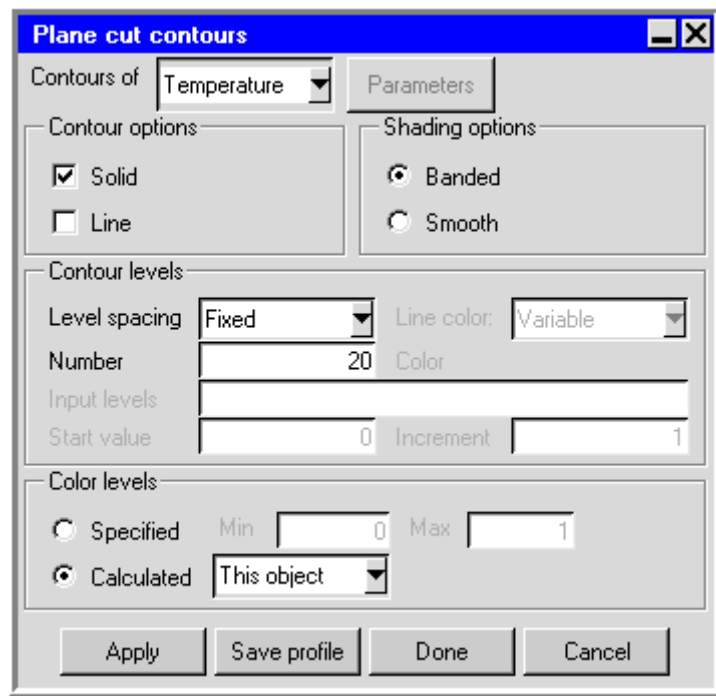 Plane cut contours
Contours of Temperature Parameters
Contour options Shading options
Solid Banded
Line Smooth
Contour levels
Level spacing Fixed Line color: Variable
Number 20 Color
Input levels
Start value 0 Increment 1
Color levels
Specified Min 0 Max 1
Calculated This object
Apply Save profile Done Cancel